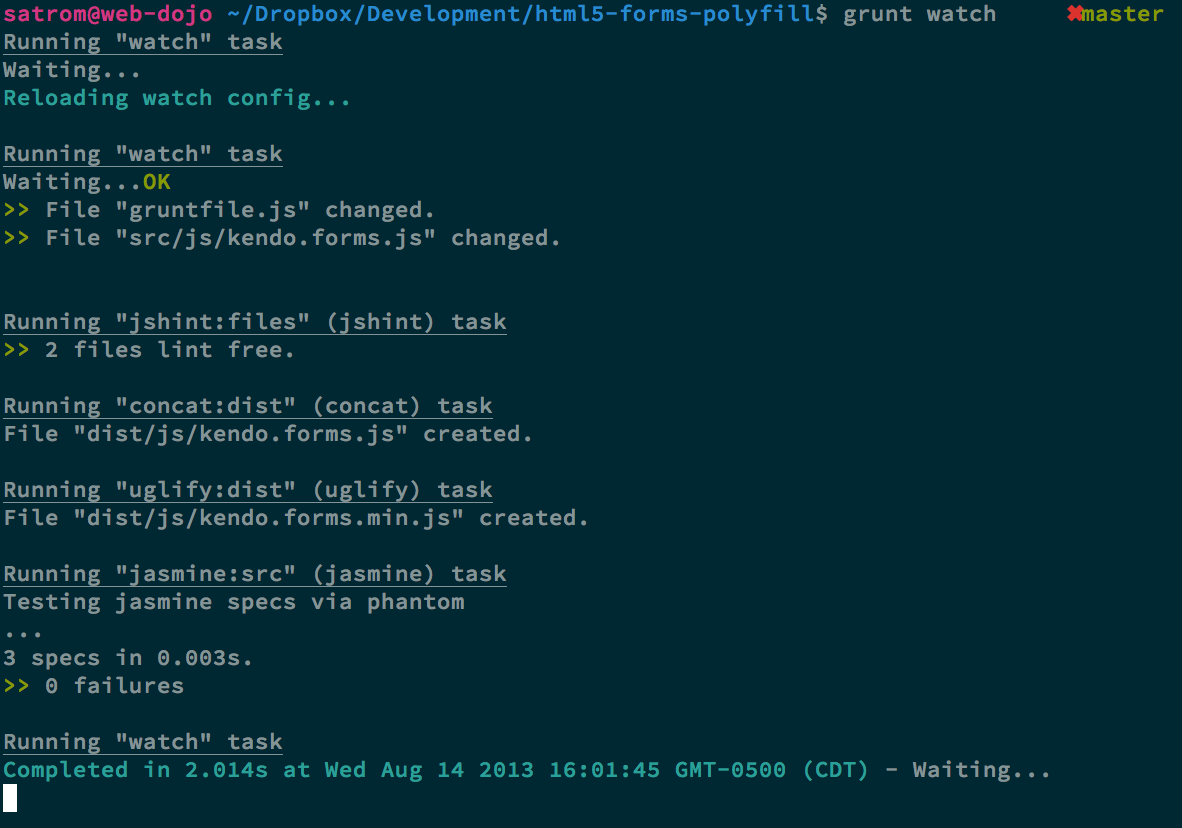 satrom@web-dojo ~/Dropbox/Development/html5-forms-polyfill$ grunt watch ✖master
Running "watch" task
Waiting...
Reloading watch config...
Running "watch" task
Waiting...OK
>> File "gruntfile.js" changed.
>> File "src/js/kendo.forms.js" changed.
Running "jshint:files" (jshint) task
>> 2 files lint free.
Running "concat:dist" (concat) task
File "dist/js/kendo.forms.js" created.
Running "uglify:dist" (uglify) task
File "dist/js/kendo.forms.min.js" created.
Running "jasmine:src" (jasmine) task
Testing jasmine specs via phantom
...
3 specs in 0.003s.
>> 0 failures
Running "watch" task
Completed in 2.014s at Wed Aug 14 2013 16:01:45 GMT-0500 (CDT) - Waiting...